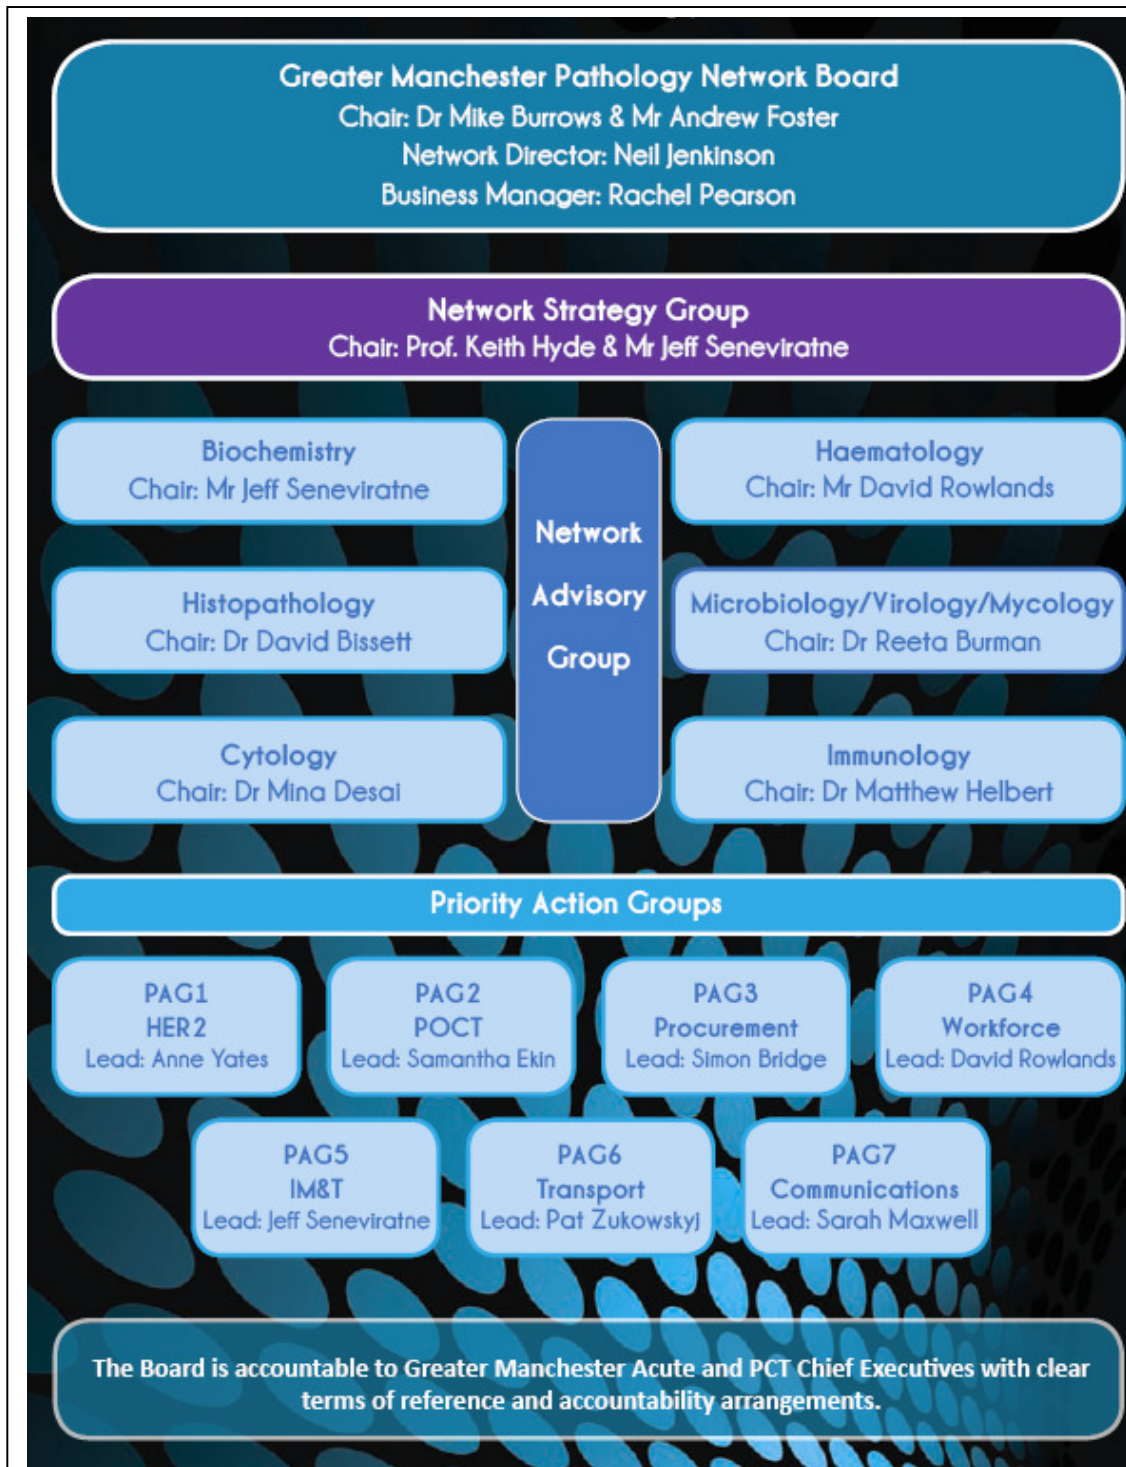 Greater Manchester Pathology Network Board
Chair: Dr Mike Burrows & Mr Andrew Foster
Network Director: Neil Jenkinson
Business Manager: Rachel Pearson
Network Strategy Group
Chair: Prof. Keith Hyde & Mr Jeff Seneviratne
Biochemistry
Chair: Mr Jeff Seneviratne
Haematology
Chair: Mr David Rowlands
Network
Advisory
Group
Histopathology
Chair: Dr David Bissett
Microbiology/Virology/Mycology
Chair: Dr Reeta Burman
Cytology
Chair: Dr Mina Desai
Immunology
Chair: Dr Matthew Helbert
Priority Action Groups
PAG1
HER2
Lead: Anne Yates
PAG2
POCT
Lead: Samantha Ekin
PAG3
Procurement
Lead: Simon Bridge
PAG4
Workforce
Lead: David Rowlands
PAG5
IM&T
Lead: Jeff Seneviratne
PAG6
Transport
Lead: Pat Zukowskyj
PAG7
Communications
Lead: Sarah Maxwell
The Board is accountable to Greater Manchester Acute and PCT Chief Executives with clear
terms of reference and accountability arrangements.